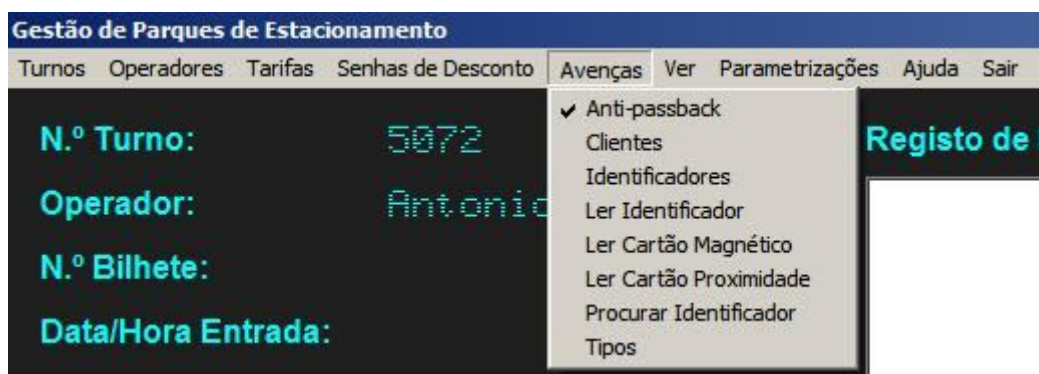 Gestão de Parques de Estacionamento
Turnos Operadores Tarifas Senhas de Desconto Avenças Ver Parametrizações Ajuda Sair
Anti-passback
Clientes
Identificadores
Ler Identificador
Ler Cartão Magnético
Ler Cartão Proximidade
Procurar Identificador
Tipos
N.º Turno: 5072
Operador:
N.º Bilhete:
Data/Hora Entrada:
Registo de